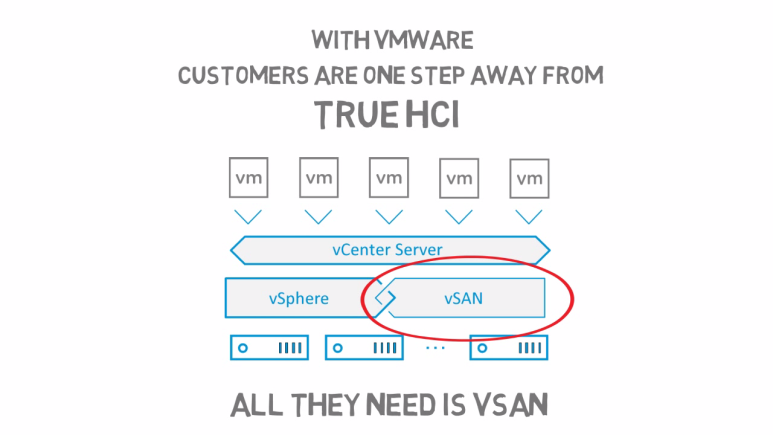 WITH VMWARE
CUSTOMERS ARE ONE STEP AWAY FROM
TRUE HCI
vm vm vm vm vm
vCenter Server
vSphere vSAN
...
ALL THEY NEED IS VSAN